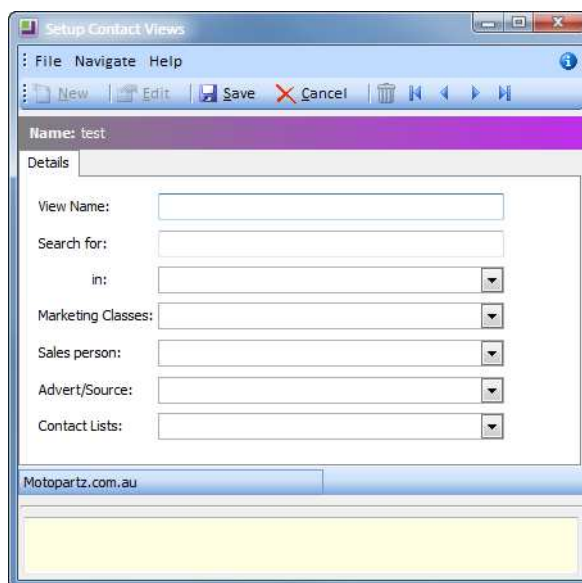 Setup Contact Views
File Navigate Help
New Edit Save Cancel
Name: test
Details
View Name:
Search for:
in:
Marketing Classes:
Sales person:
Advert/Source:
Contact Lists:
Motopartz.com.au